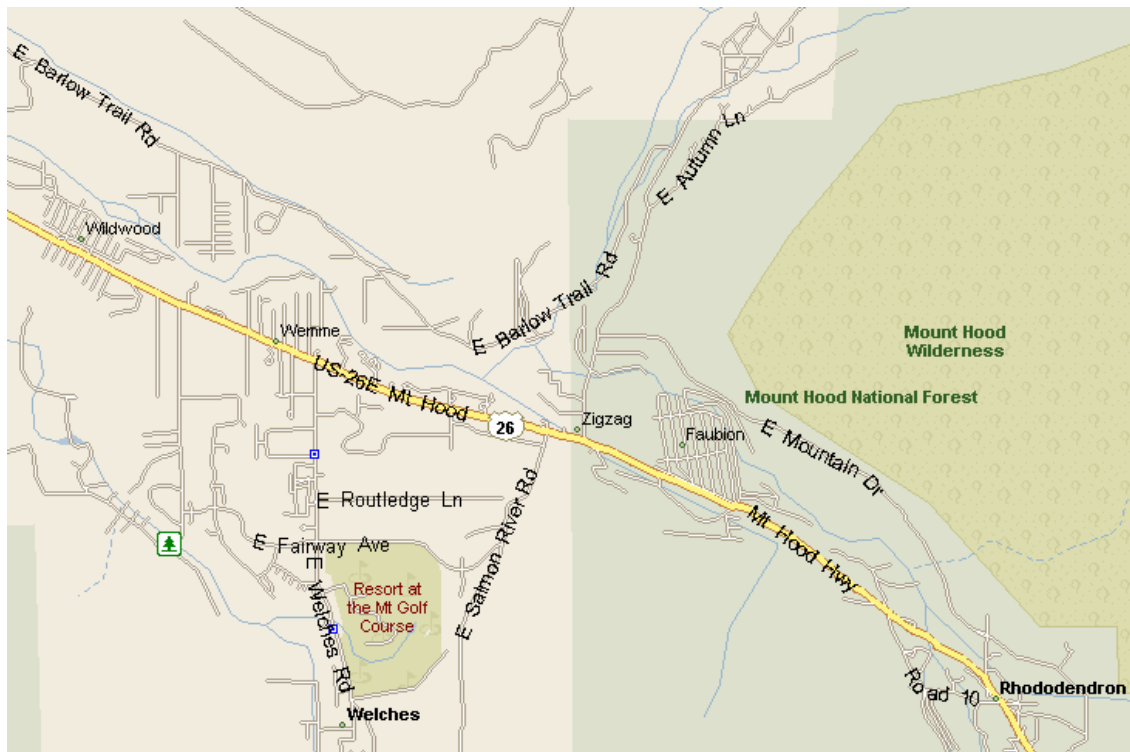 E Barlow Trail Rd
E Autumn Ln
Wildwood
E Barlow Trail Rd
Wemme
Mount Hood
Wilderness
US-26E Mt Hood
Mount Hood National Forest
26
Zigzag
Faubion
E Mountain Dr
E Routledge Ln
E Salmon River Rd
Mt Hood Hwy
E Fairway Ave
E Welches Rd
Resort at
the Mt Golf
Course
Road 10
Rhododendron
Welches